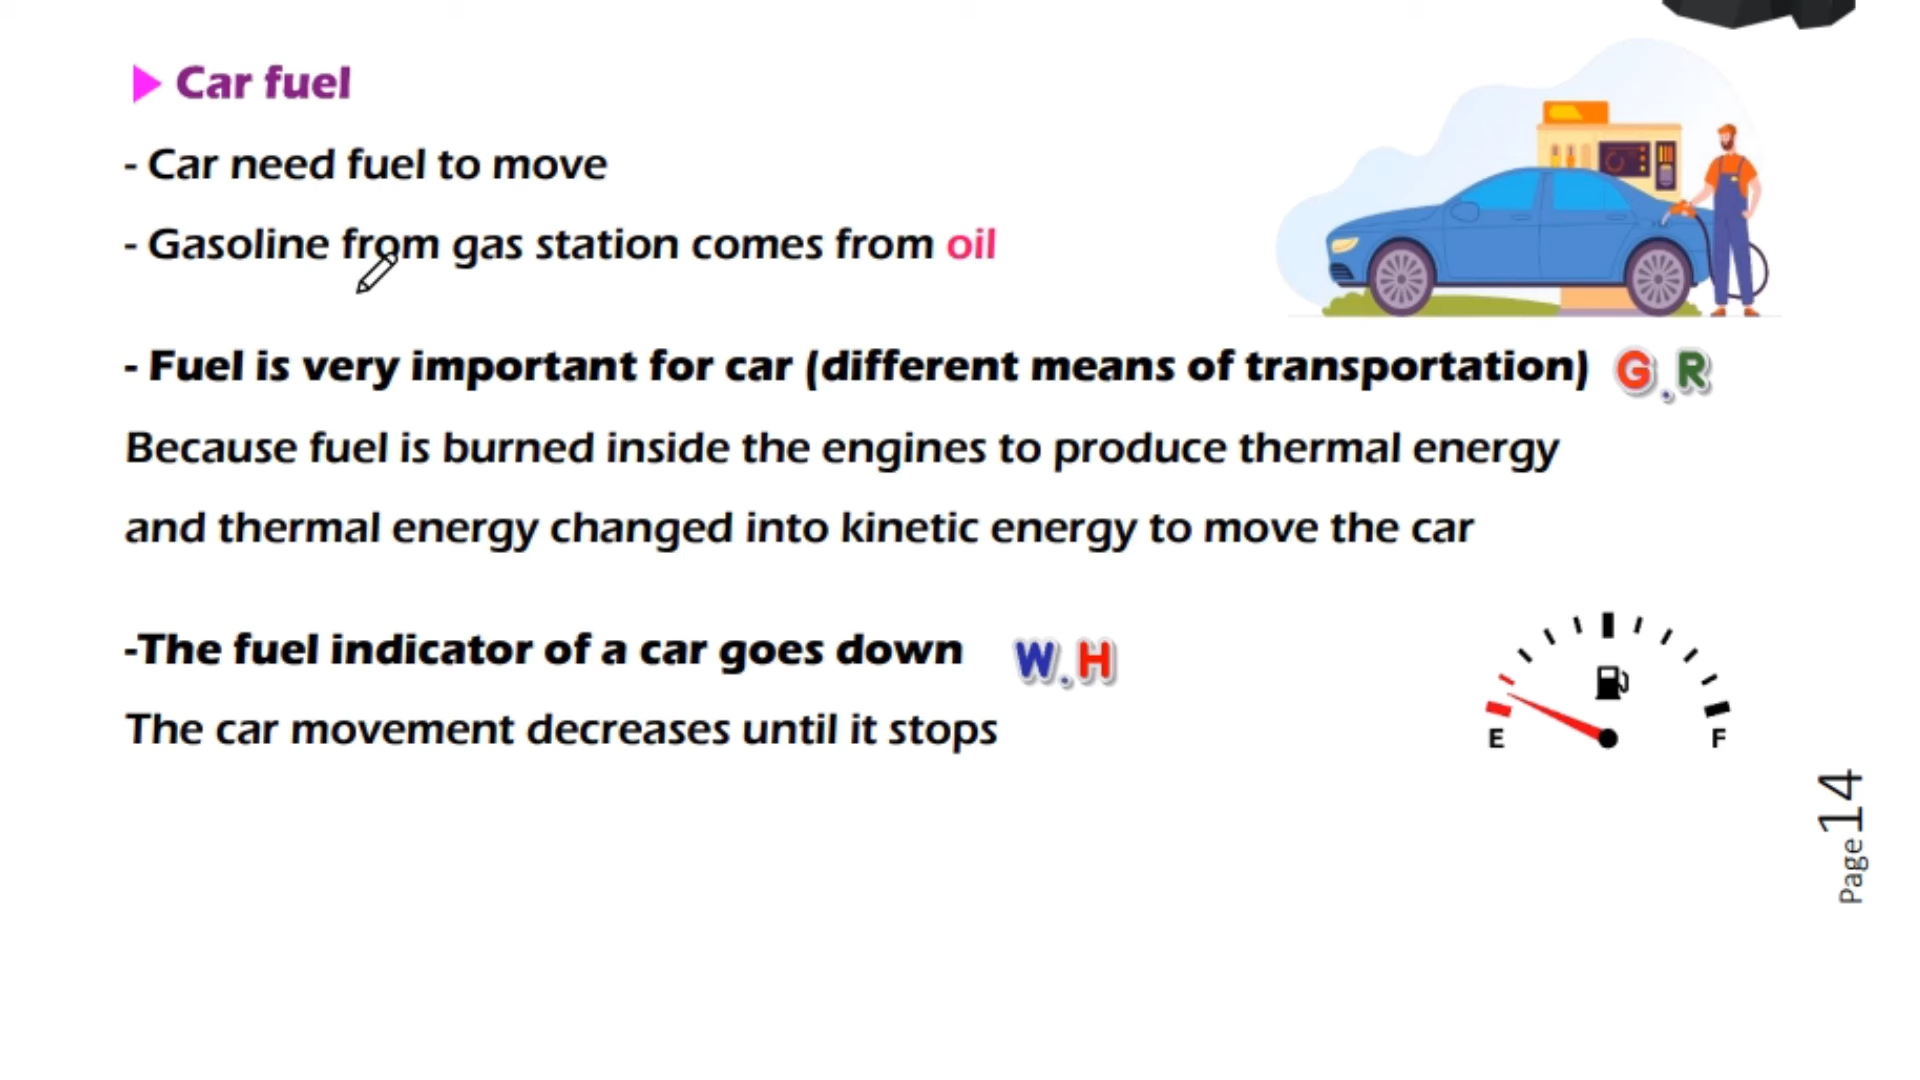 Car fuel
- Car need fuel to move
- Gasoline from gas station comes from oil
- Fuel is very important for car (different means of transportation) G.R
Because fuel is burned inside the engines to produce thermal energy
and thermal energy changed into kinetic energy to move the car
-The fuel indicator of a car goes down W.H
The car movement decreases until it stops
E F
Page 14